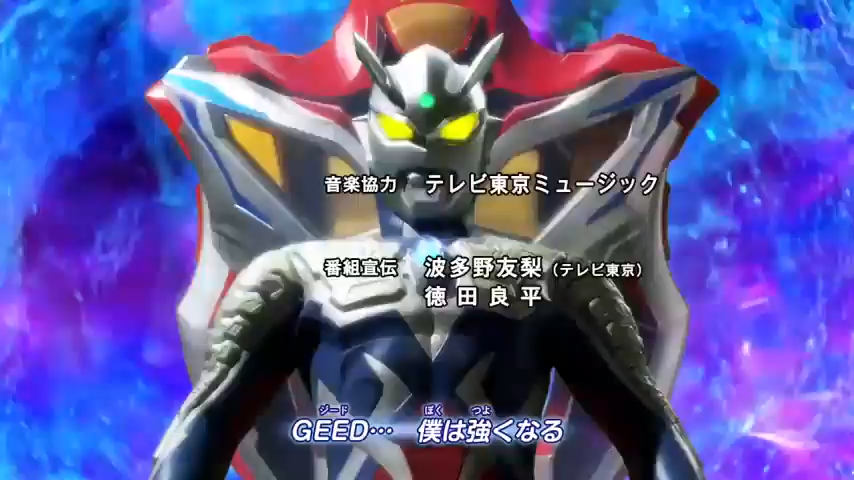 音楽協力 テレビ東京ミュージック
番組宣伝 波多野友梨(テレビ東京)
徳田良平
ジード ぼく つよ
GEED… 僕は強くなる